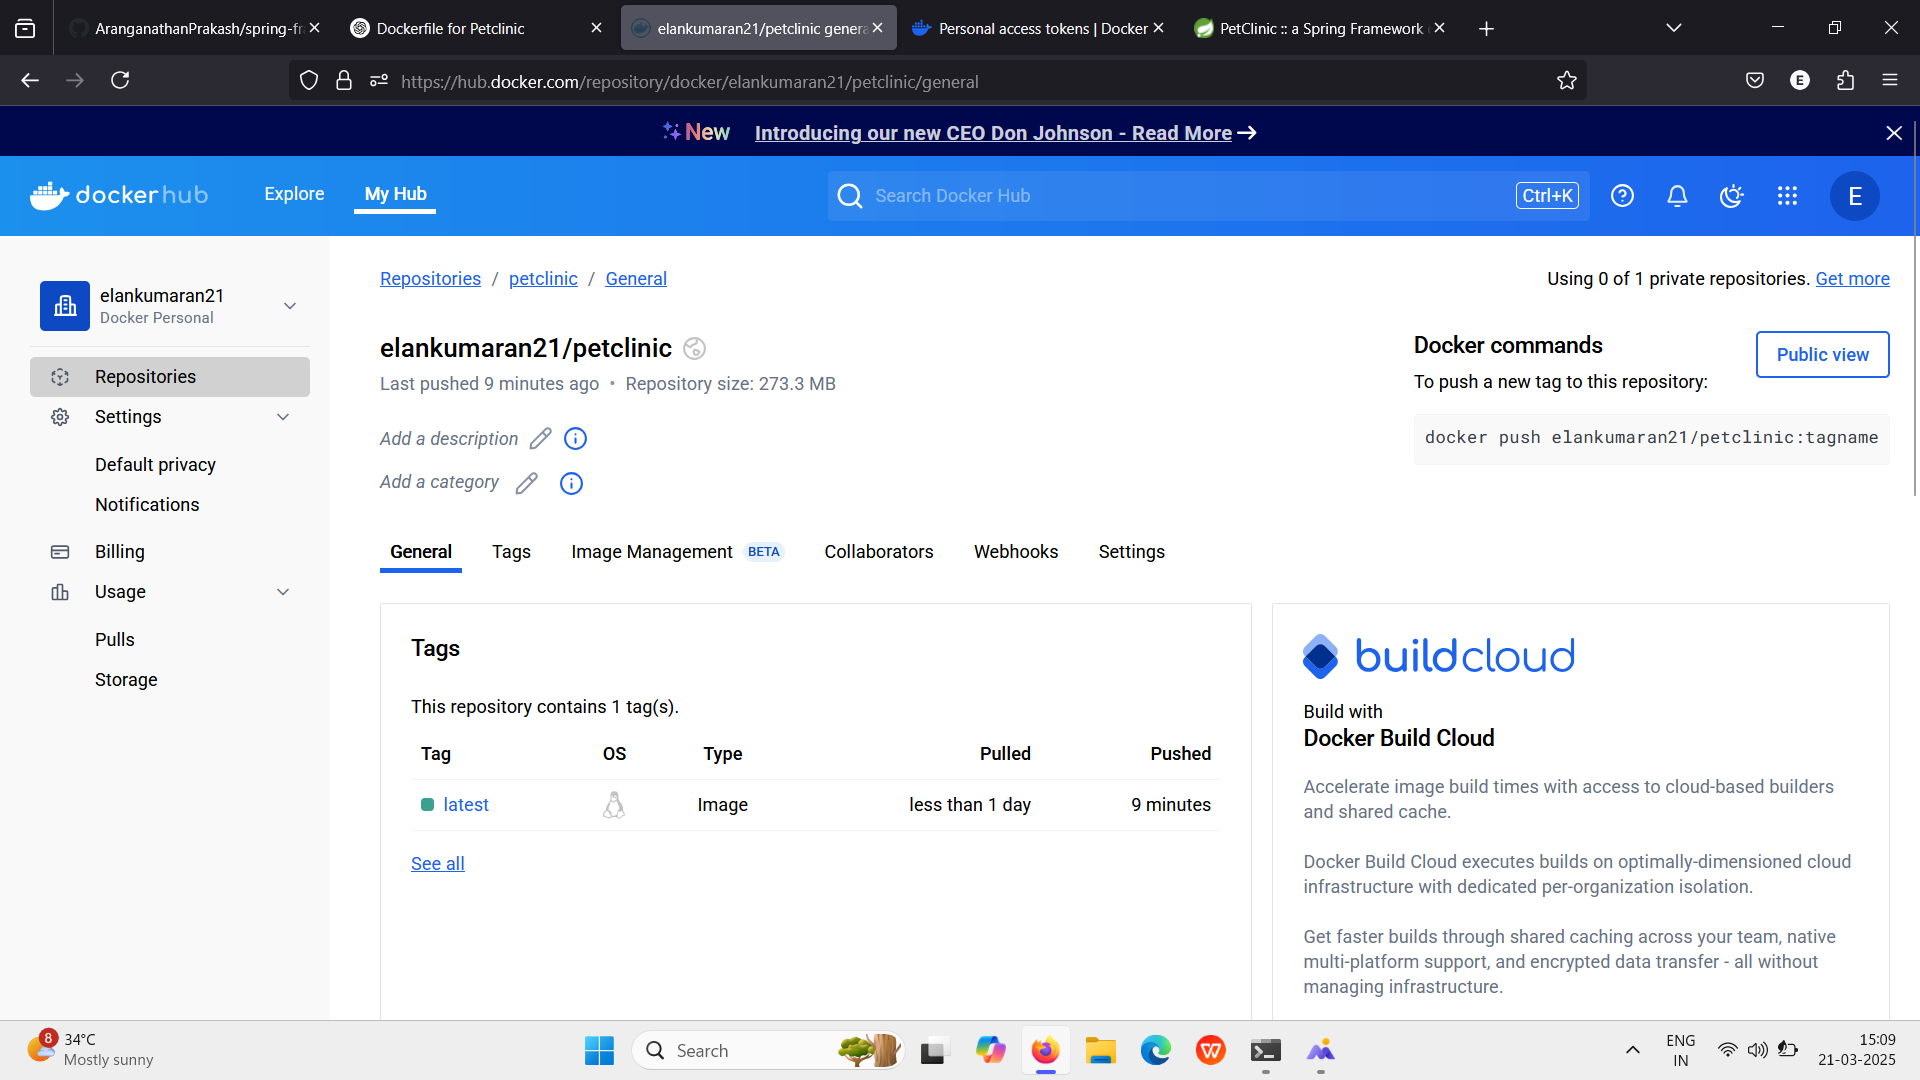 AranganathanPrakash/spring-fra
Dockerfile for Petclinic
elankumaran21/petclinic genera
Personal access tokens | Docker
PetClinic :: a Spring Framework
https://hub.docker.com/repository/docker/elankumaran21/petclinic/general
E
New Introducing our new CEO Don Johnson - Read More
dockerhub
Explore
My Hub
Search Docker Hub
Ctrl+K
E
elankumaran21
Docker Personal
Repositories
Settings
Default privacy
Notifications
Billing
Usage
Pulls
Storage
Repositories / petclinic / General
Using 0 of 1 private repositories. Get more
elankumaran21/petclinic
Last pushed 9 minutes ago • Repository size: 273.3 MB
Add a description
Add a category
Docker commands
Public view
To push a new tag to this repository:
docker push elankumaran21/petclinic:tagname
General
Tags
Image Management BETA
Collaborators
Webhooks
Settings
Tags
This repository contains 1 tag(s).
Tag OS Type Pulled Pushed
latest Image less than 1 day 9 minutes
See all
buildcloud
Build with
Docker Build Cloud
Accelerate image build times with access to cloud-based builders
and shared cache.
Docker Build Cloud executes builds on optimally-dimensioned cloud
infrastructure with dedicated per-organization isolation.
Get faster builds through shared caching across your team, native
multi-platform support, and encrypted data transfer - all without
managing infrastructure.
8
34°C
Mostly sunny
Search
ENG
IN
15:09
21-03-2025